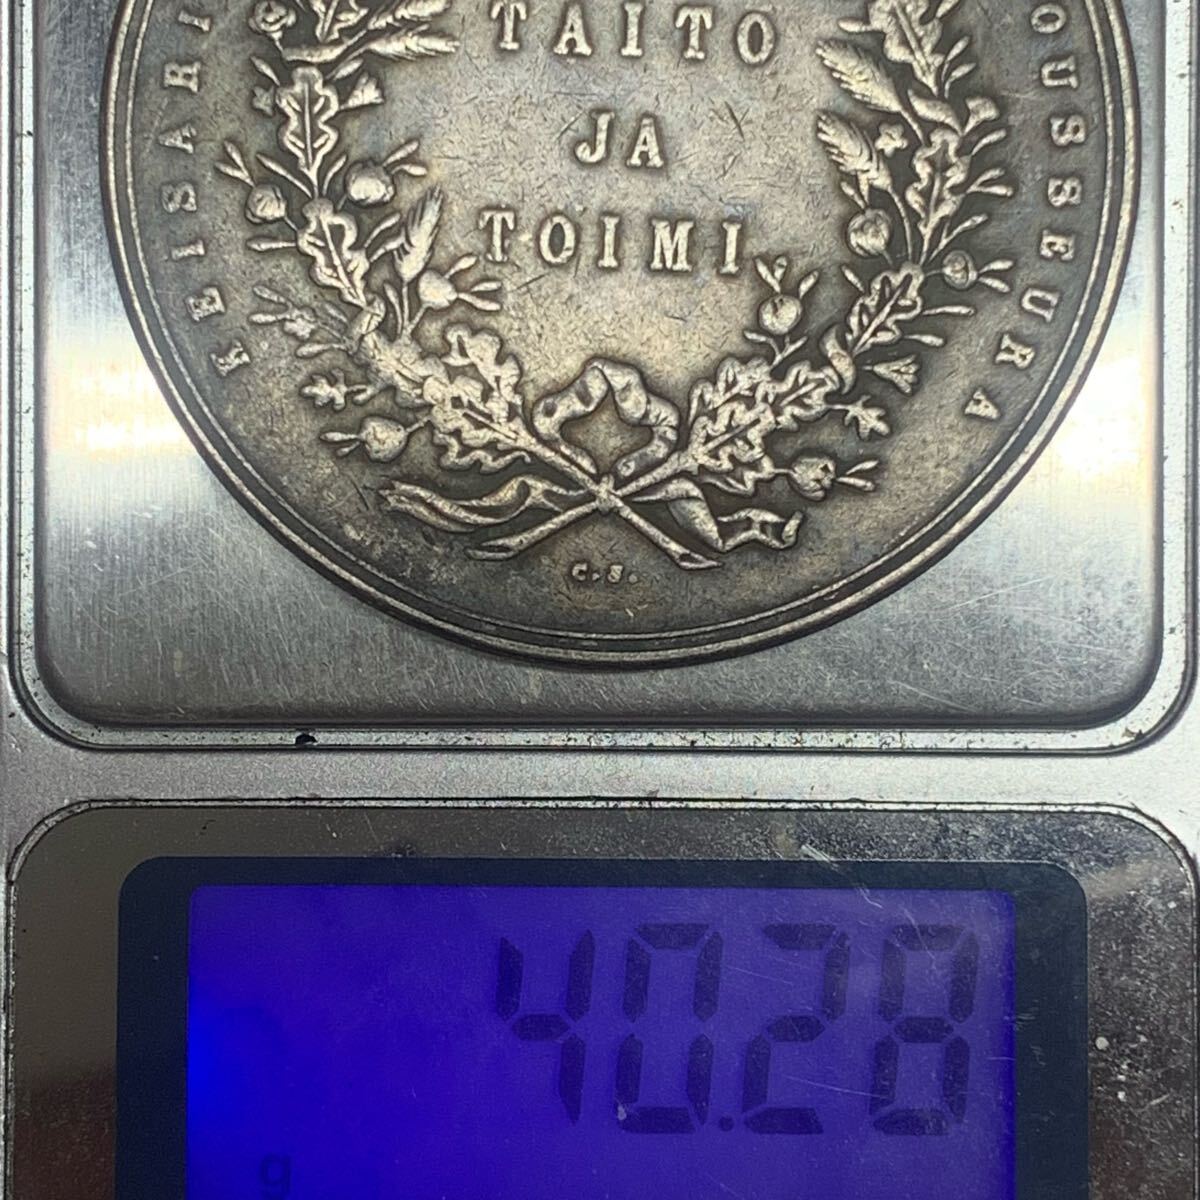 KEISARI
TAITO
JA
TOIMI
OUSSEURA
C.S.
40.28
g